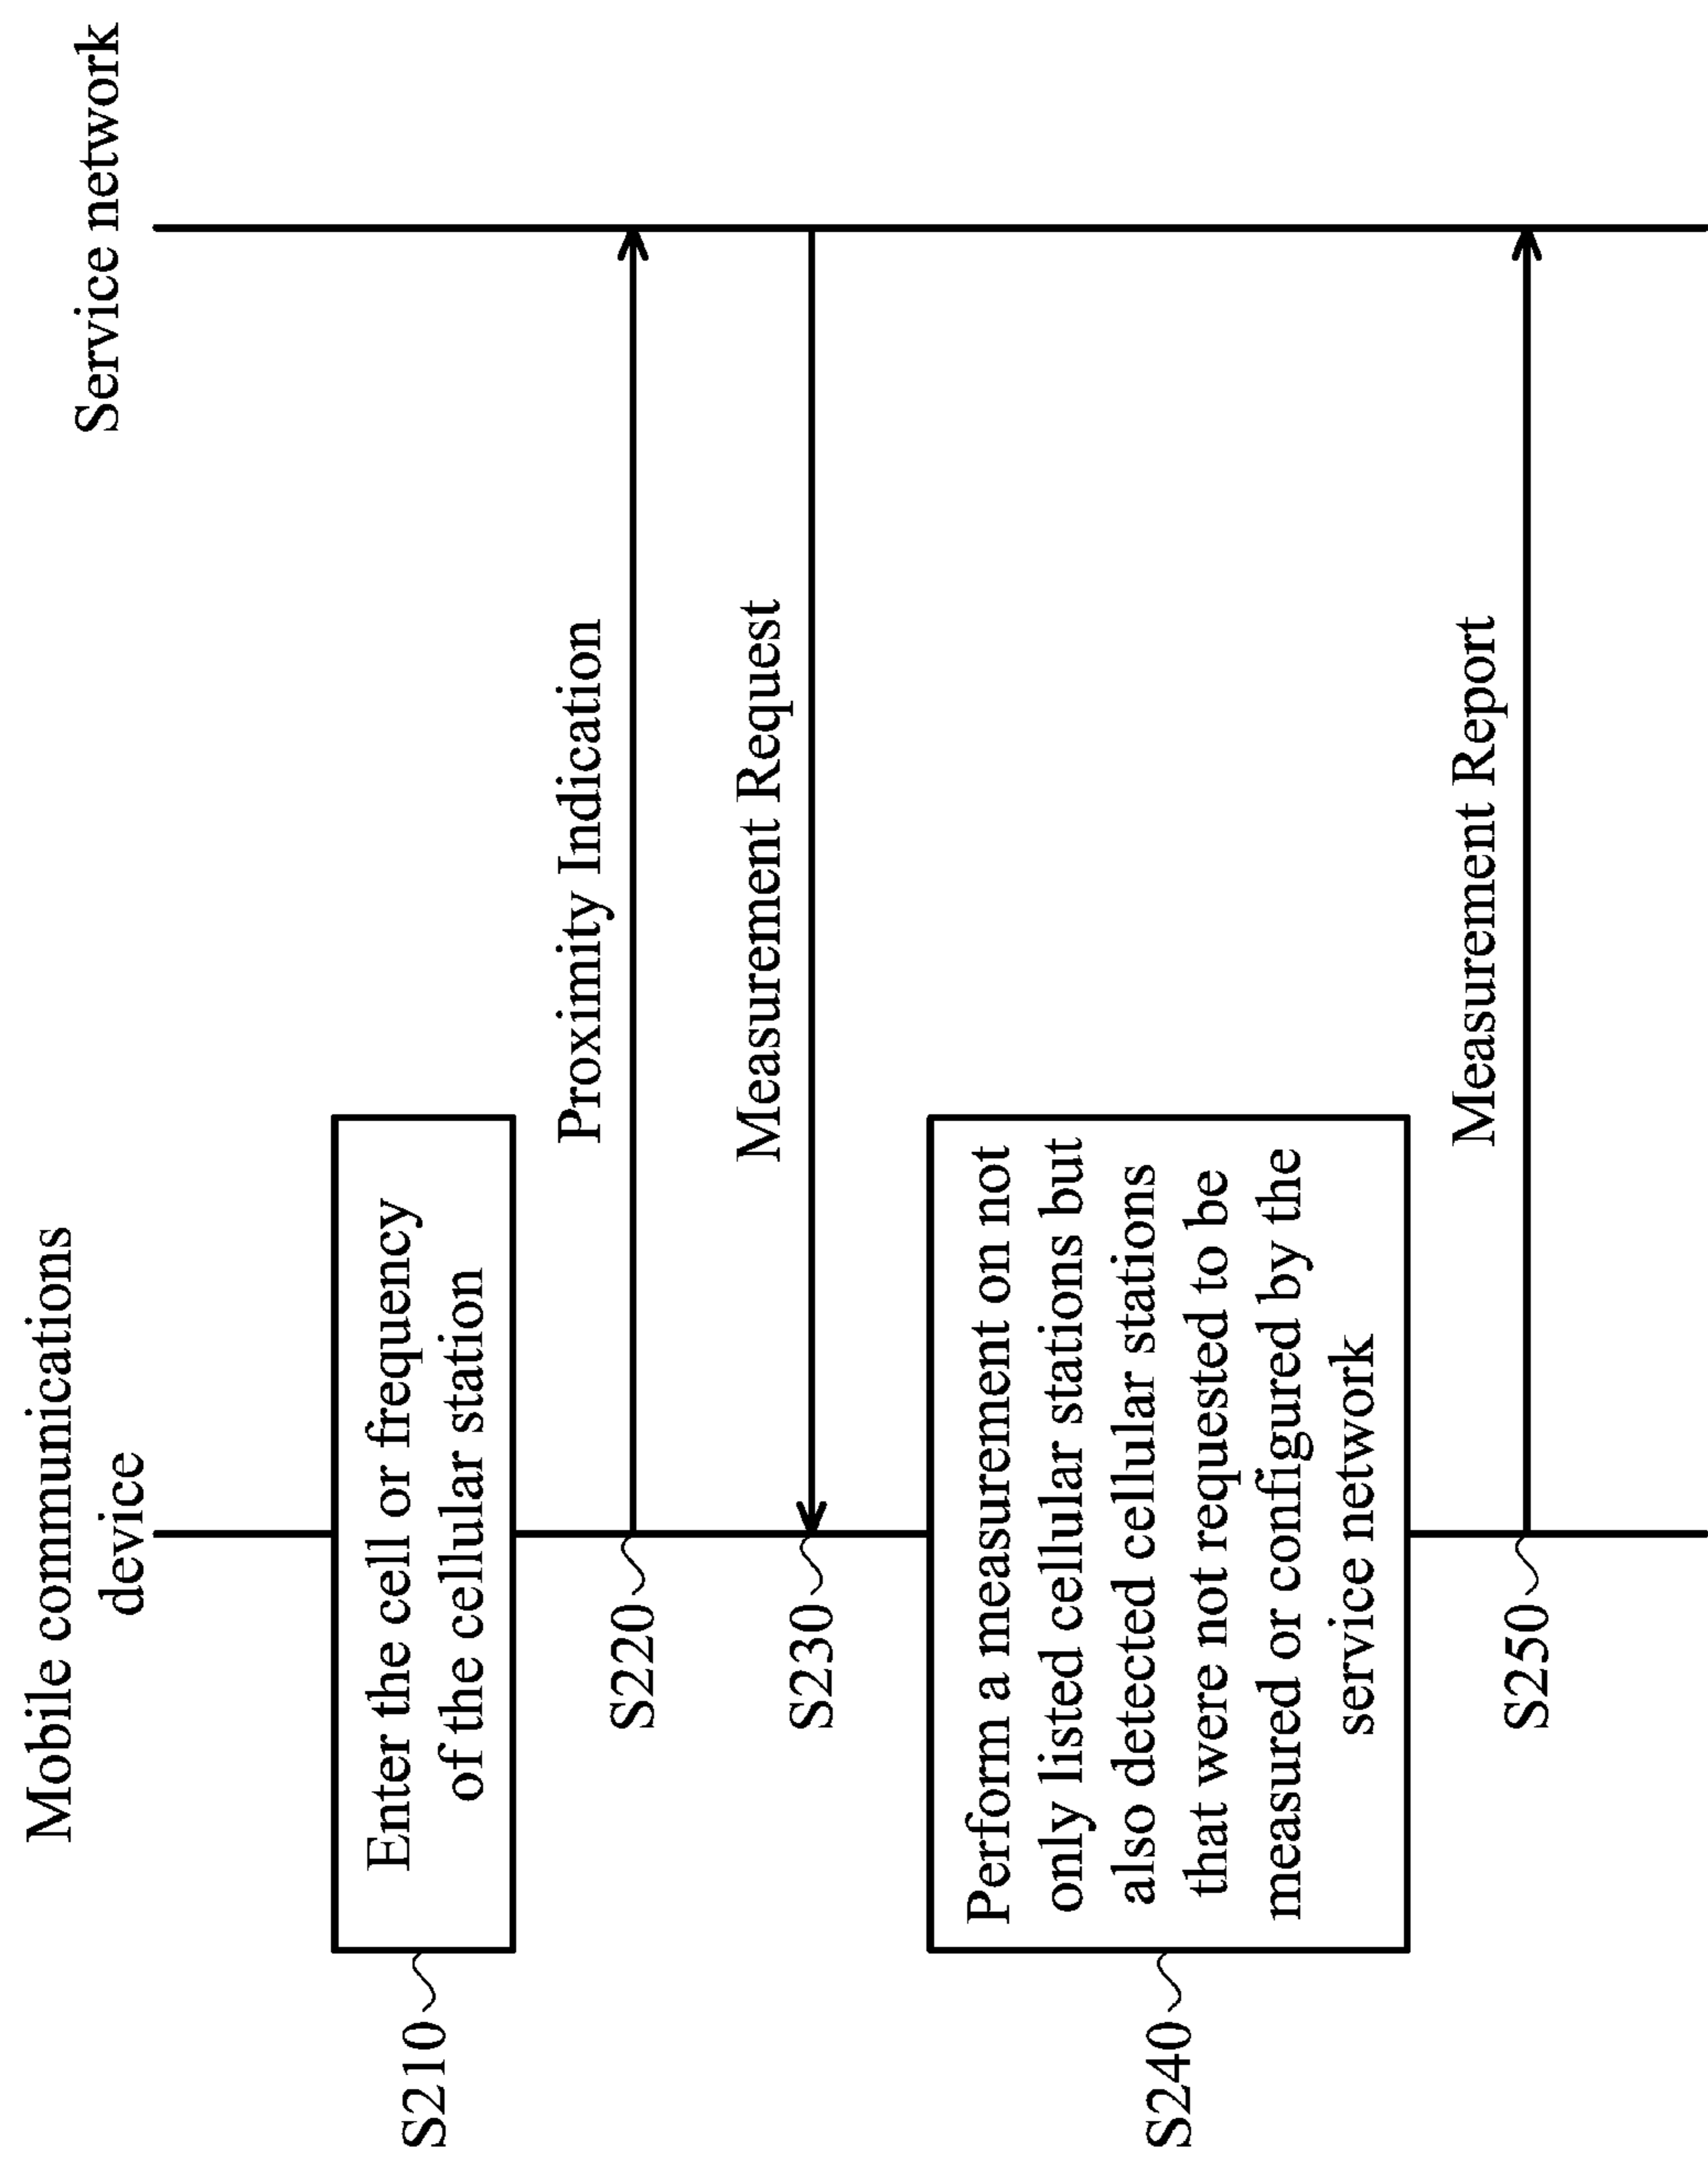 Mobile communications
device
Service network
S210
Enter the cell or frequency
of the cellular station
Proximity Indication
S220
Measurement Request
S230
S240
Perform a measurement on not
only listed cellular stations but
also detected cellular stations
that were not requested to be
measured or configured by the
service network
Measurement Report
S250